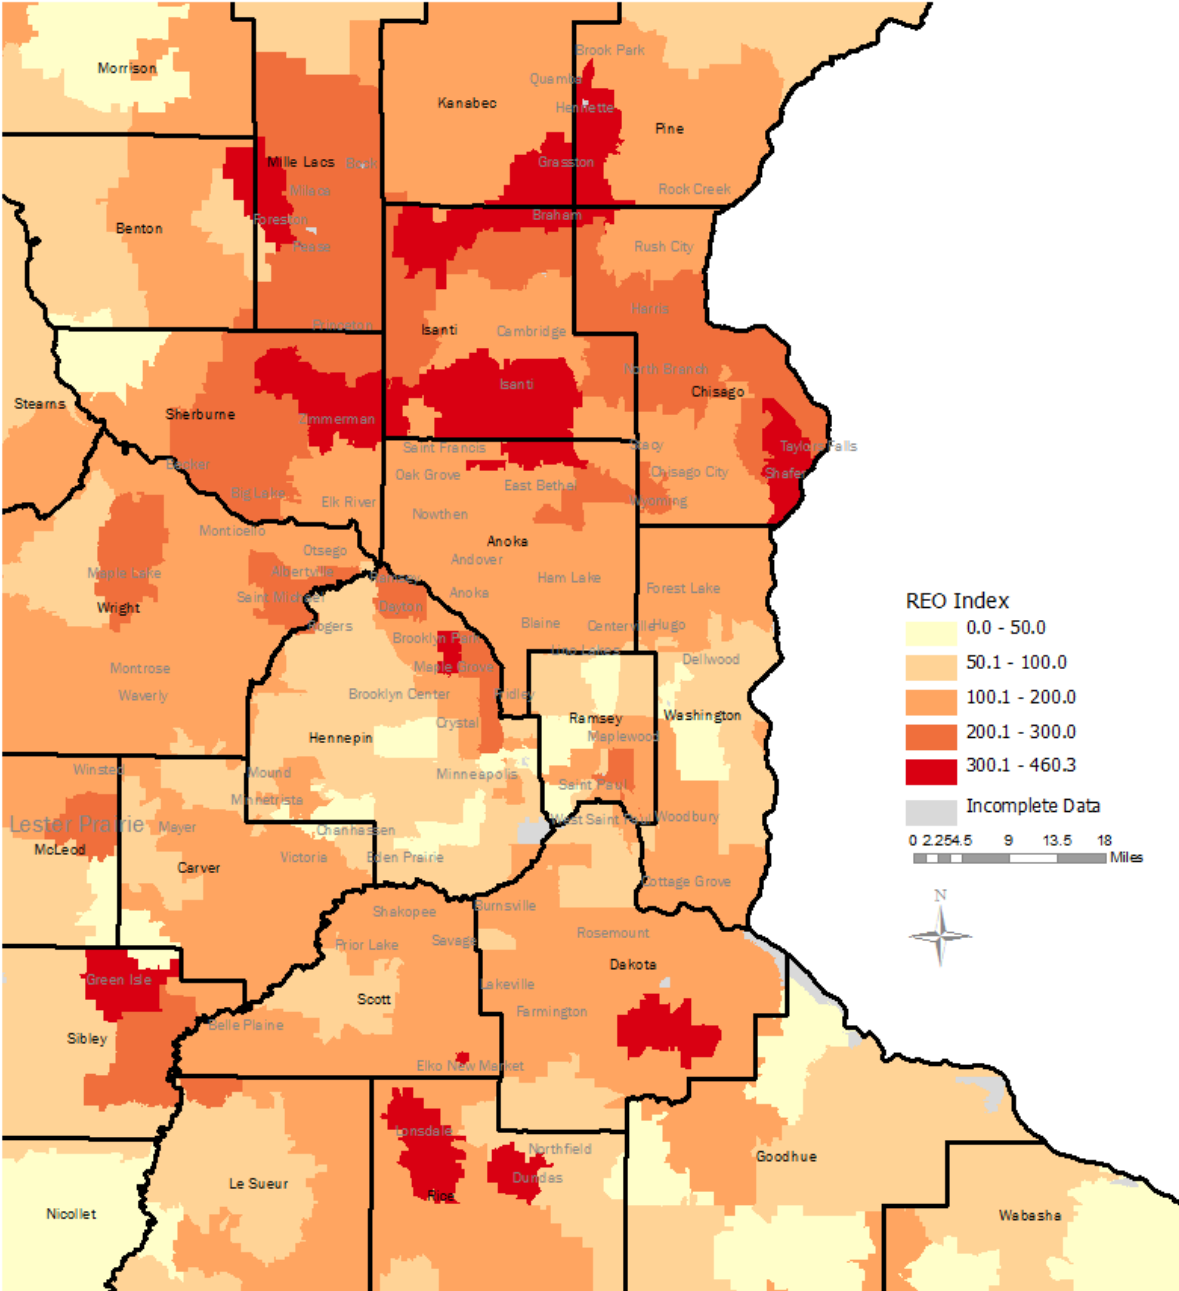 Brook Park
Morrison
Quamba
Kanabec
Henriette
Pine
Mille Lacs
Bock
Grasston
Milaca
Rock Creek
Foreston
Braham
Benton
Pease
Rush City
Harris
Princeton
Isanti
Cambridge
North Branch
Isanti
Chisago
Stearns
Sherburne
Zimmerman
Saint Francis
Stacy
Taylors Falls
Becker
Oak Grove
Chisago City
Shafer
East Bethel
Big Lake
Elk River
Wyoming
Nowthen
Monticello
Anoka
Otsego
Andover
Maple Lake
Albertville
Ramsey
Ham Lake
Forest Lake
Saint Michael
Anoka
Wright
Dayton
REO Index
Rogers
Blaine
Centerville
Hugo
0.0 - 50.0
Brooklyn Park
Lino Lakes
Dellwood
50.1 - 100.0
Montrose
Maple Grove
Waverly
Brooklyn Center
Fridley
100.1 - 200.0
Crystal
Ramsey
Washington
Hennepin
Maplewood
200.1 - 300.0
Winsted
Mound
Minneapolis
300.1 - 460.3
Minnetrista
Saint Paul
Incomplete Data
Lester Prairie
Mayer
Chanhassen
West Saint Paul
Woodbury
0 2.254.5 9 13.5 18
McLeod
Victoria
Eden Prairie
Miles
Carver
Cottage Grove
N
Shakopee
Burnsville
Prior Lake
Savage
Rosemount
Dakota
Green Isle
Lakeville
Scott
Farmington
Sibley
Belle Plaine
Elko New Market
Lonsdale
Northfield
Goodhue
Dundas
Le Sueur
Rice
Nicollet
Wabasha